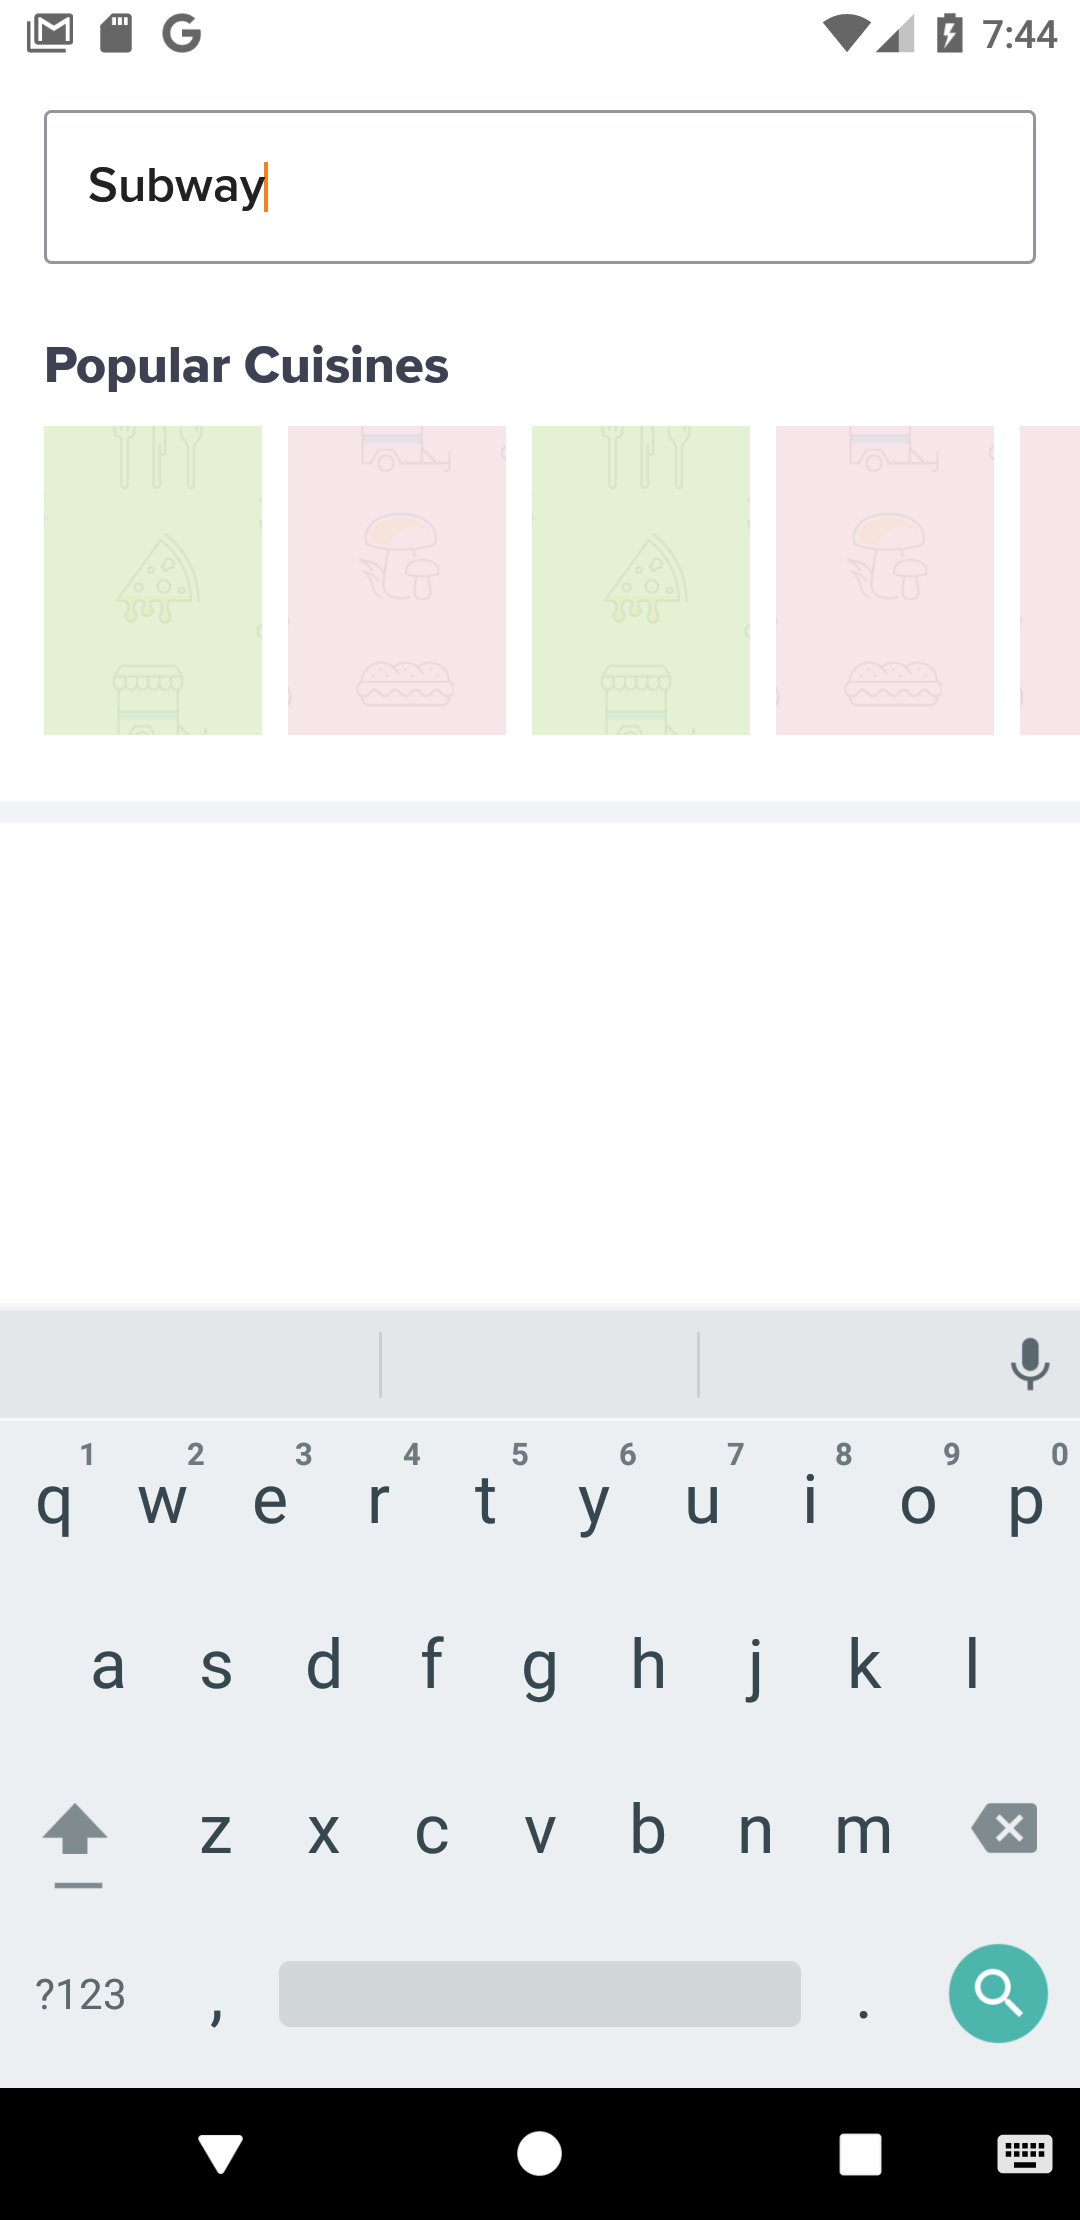 7:44
Subway
Popular Cuisines
1 2 3 4 5 6 7 8 9 0
q w e r t y u i o p
a s d f g h j k l
z x c v b n m
?123 , .